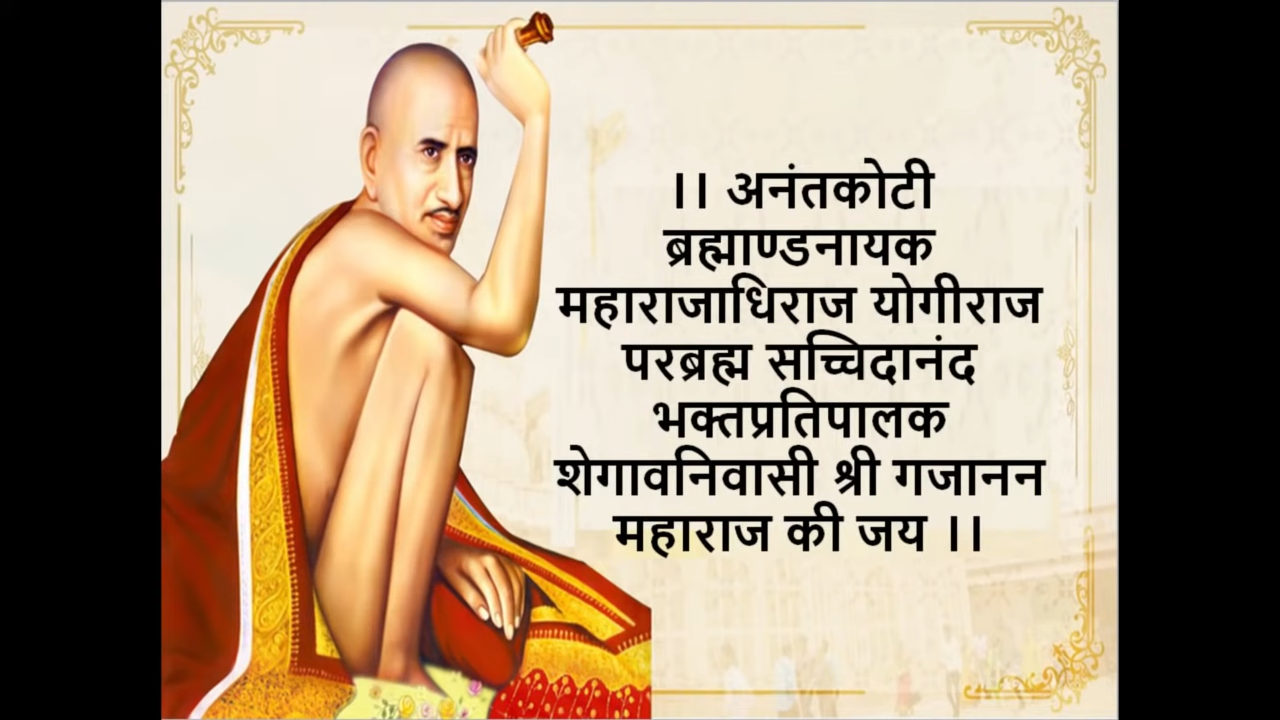 ।। अनंतकोटी
ब्रह्माण्डनायक
महाराजाधिराज योगीराज
परब्रह्म सच्चिदानंद
भक्तप्रतिपालक
शेगावनिवासी श्री गजानन
महाराज की जय ।।